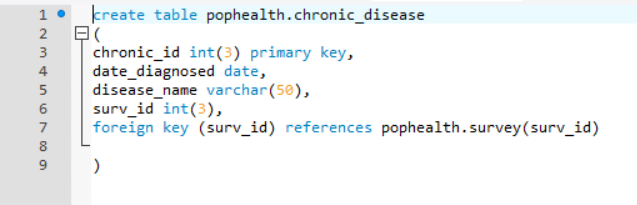 1 create table pophealth.chronic_disease
2 (
3 chronic_id int(3) primary key,
4 date_diagnosed date,
5 disease_name varchar(50),
6 surv_id int(3),
7 foreign key (surv_id) references pophealth.survey(surv_id)
8
9 )